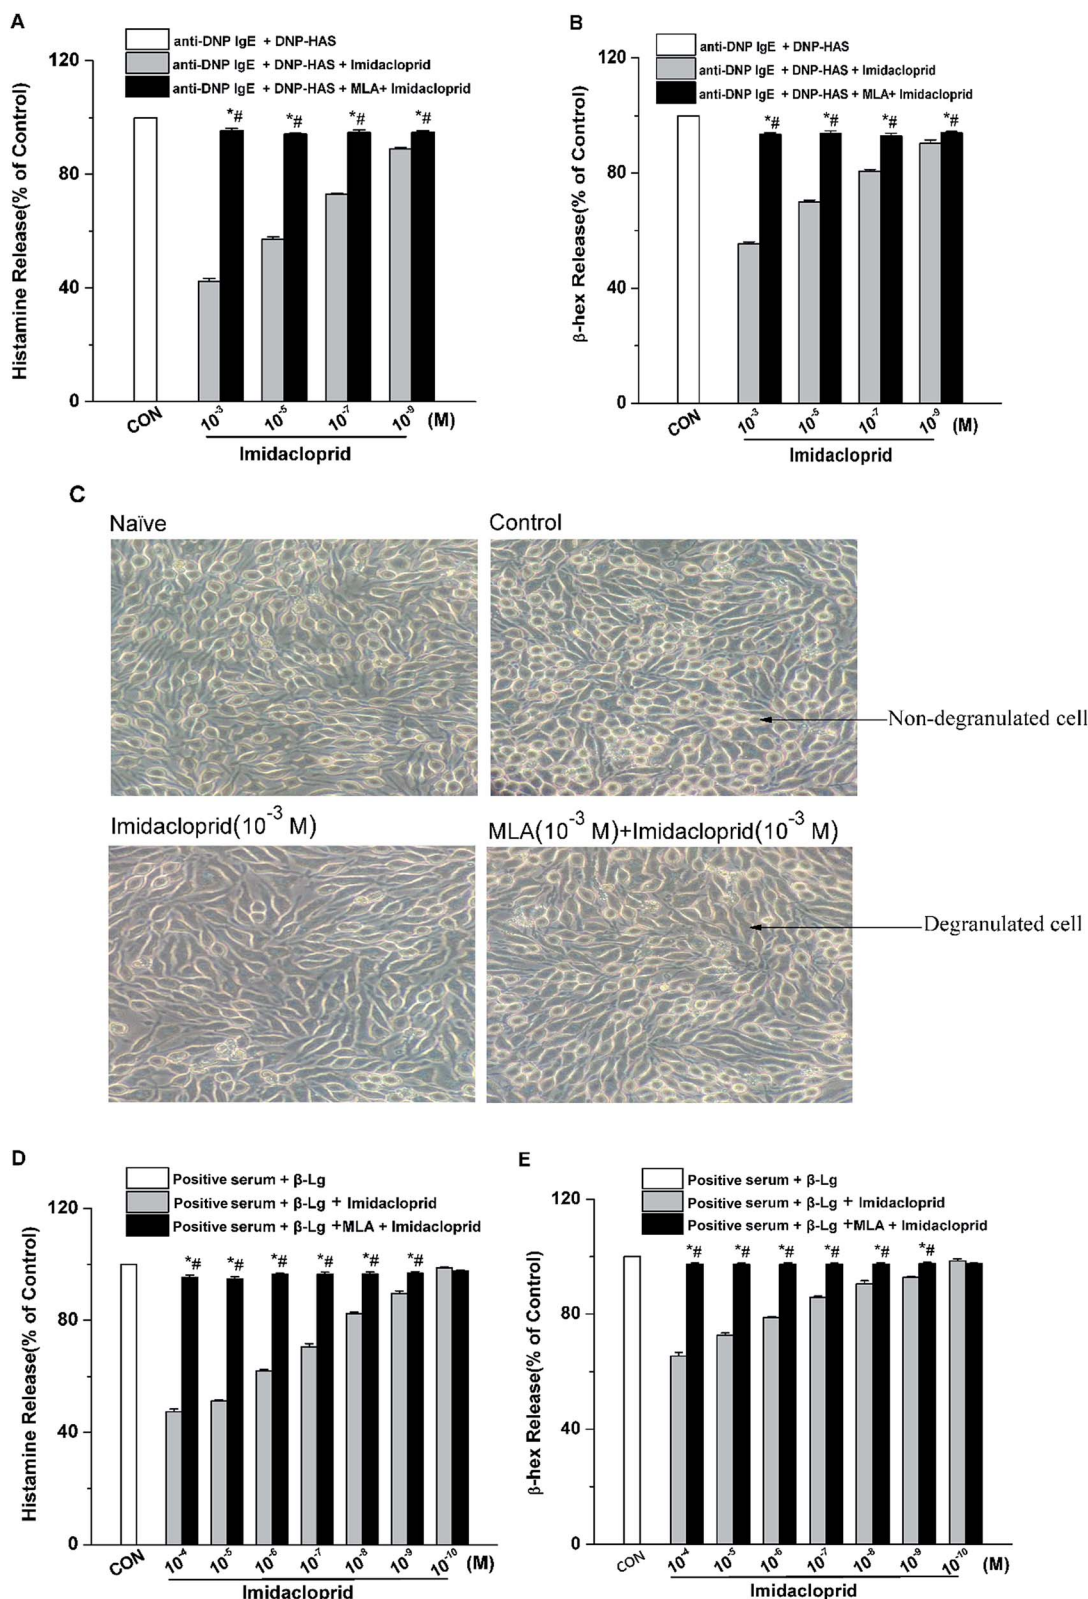 A
anti-DNP IgE + DNP-HAS
anti-DNP IgE + DNP-HAS + Imidacloprid
anti-DNP IgE + DNP-HAS + MLA+ Imidacloprid
Histamine Release(% of Control)
120
80
40
0
*# *# *# *#
CON 10⁻³ 10⁻⁵ 10⁻⁷ 10⁻⁹ (M)
Imidacloprid
B
anti-DNP IgE + DNP-HAS
anti-DNP IgE + DNP-HAS + Imidacloprid
anti-DNP IgE + DNP-HAS + MLA+ Imidacloprid
β-hex Release(% of Control)
120
80
40
0
*# *# *# *#
CON 10⁻³ 10⁻⁵ 10⁻⁷ 10⁻⁹ (M)
Imidacloprid
C
Naïve
Control
Non-degranulated cell
Imidacloprid(10⁻³ M)
MLA(10⁻³ M)+Imidacloprid(10⁻³ M)
Degranulated cell
D
Positive serum + β-Lg
Positive serum + β-Lg + Imidacloprid
Positive serum + β-Lg +MLA + Imidacloprid
Histamine Release(% of Control)
120
80
40
0
*# *# *# *# *# *#
CON 10⁻⁴ 10⁻⁵ 10⁻⁶ 10⁻⁷ 10⁻⁸ 10⁻⁹ 10⁻¹⁰ (M)
Imidacloprid
E
Positive serum + β-Lg
Positive serum + β-Lg + Imidacloprid
Positive serum + β-Lg +MLA + Imidacloprid
β-hex Release(% of Control)
120
80
40
0
*# *# *# *# *# *#
CON 10⁻⁴ 10⁻⁵ 10⁻⁶ 10⁻⁷ 10⁻⁸ 10⁻⁹ 10⁻¹⁰ (M)
Imidacloprid